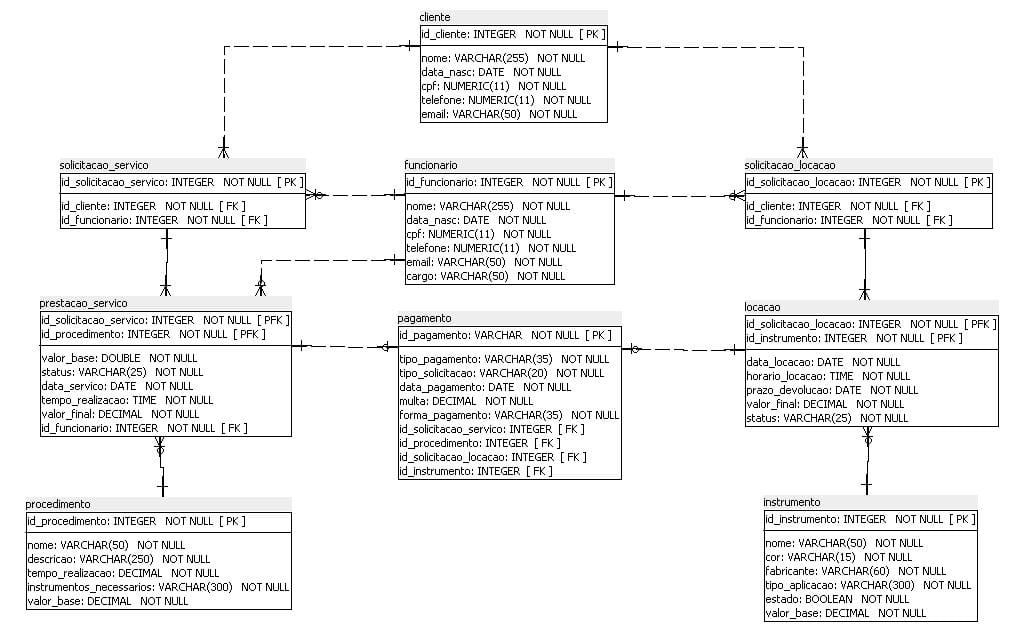 cliente
id_cliente: INTEGER NOT NULL [ PK ]
nome: VARCHAR(255) NOT NULL
data_nasc: DATE NOT NULL
cpf: NUMERIC(11) NOT NULL
telefone: NUMERIC(11) NOT NULL
email: VARCHAR(50) NOT NULL
solicitacao_servico
id_solicitacao_servico: INTEGER NOT NULL [ PK ]
id_cliente: INTEGER NOT NULL [ FK ]
id_funcionario: INTEGER NOT NULL [ FK ]
funcionario
id_funcionario: INTEGER NOT NULL [ PK ]
nome: VARCHAR(255) NOT NULL
data_nasc: DATE NOT NULL
cpf: NUMERIC(11) NOT NULL
telefone: NUMERIC(11) NOT NULL
email: VARCHAR(50) NOT NULL
cargo: VARCHAR(50) NOT NULL
solicitacao_locacao
id_solicitacao_locacao: INTEGER NOT NULL [ PK ]
id_cliente: INTEGER NOT NULL [ FK ]
id_funcionario: INTEGER NOT NULL [ FK ]
prestacao_servico
id_solicitacao_servico: INTEGER NOT NULL [ PFK ]
id_procedimento: INTEGER NOT NULL [ PFK ]
valor_base: DOUBLE NOT NULL
status: VARCHAR(25) NOT NULL
data_servico: DATE NOT NULL
tempo_realizacao: TIME NOT NULL
valor_final: DECIMAL NOT NULL
id_funcionario: INTEGER NOT NULL [ FK ]
pagamento
id_pagamento: VARCHAR NOT NULL [ PK ]
tipo_pagamento: VARCHAR(35) NOT NULL
tipo_solicitacao: VARCHAR(20) NOT NULL
data_pagamento: DATE NOT NULL
multa: DECIMAL NOT NULL
forma_pagamento: VARCHAR(35) NOT NULL
id_solicitacao_servico: INTEGER [ FK ]
id_procedimento: INTEGER [ FK ]
id_solicitacao_locacao: INTEGER [ FK ]
id_instrumento: INTEGER [ FK ]
locacao
id_solicitacao_locacao: INTEGER NOT NULL [ PFK ]
id_instrumento: INTEGER NOT NULL [ PFK ]
data_locacao: DATE NOT NULL
horario_locacao: TIME NOT NULL
prazo_devolucao: DATE NOT NULL
valor_final: DECIMAL NOT NULL
status: VARCHAR(25) NOT NULL
procedimento
id_procedimento: INTEGER NOT NULL [ PK ]
nome: VARCHAR(50) NOT NULL
descricao: VARCHAR(250) NOT NULL
tempo_realizacao: DECIMAL NOT NULL
instrumentos_necessarios: VARCHAR(300) NOT NULL
valor_base: DECIMAL NOT NULL
instrumento
id_instrumento: INTEGER NOT NULL [ PK ]
nome: VARCHAR(50) NOT NULL
cor: VARCHAR(15) NOT NULL
fabricante: VARCHAR(60) NOT NULL
tipo_aplicacao: VARCHAR(300) NOT NULL
estado: BOOLEAN NOT NULL
valor_base: DECIMAL NOT NULL